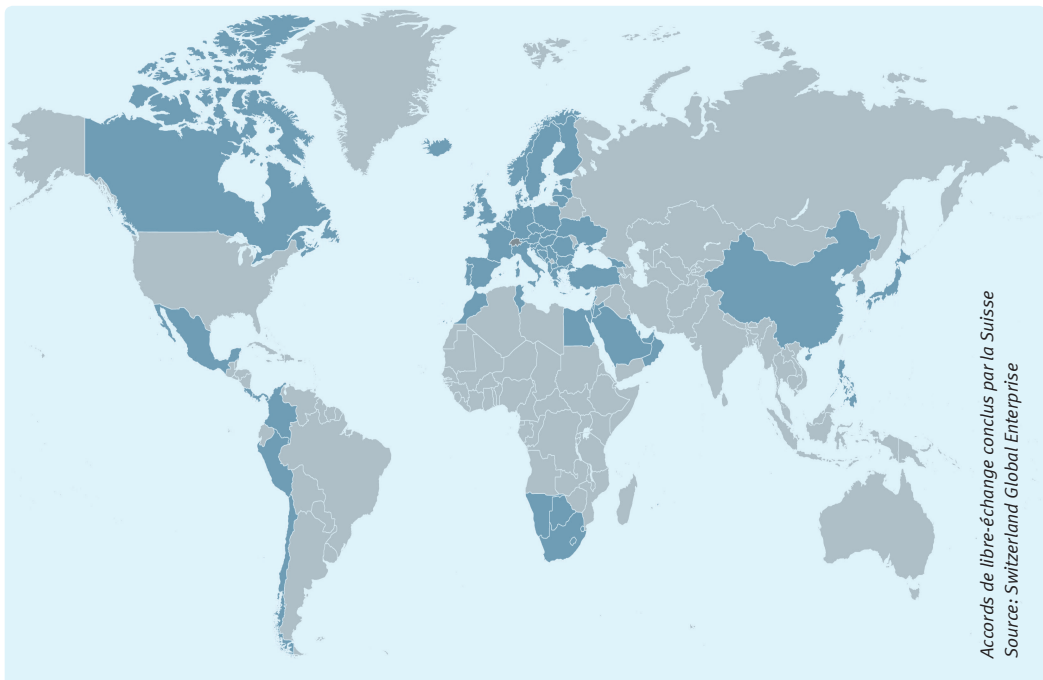 Accords de libre-échange conclus par la Suisse
Source: Switzerland Global Enterprise